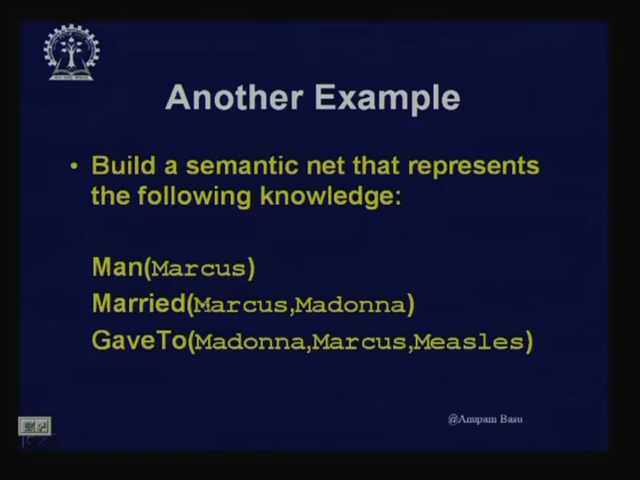 Another Example
• Build a semantic net that represents
the following knowledge:
Man(Marcus)
Married(Marcus,Madonna)
GaveTo(Madonna,Marcus,Measles)
@Anupam Basu